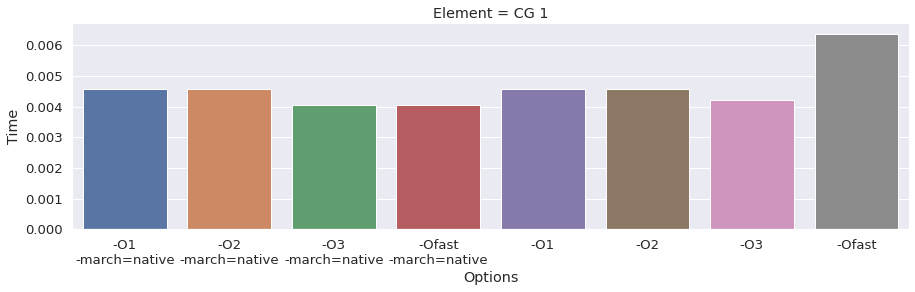 Element = CG 1
0.006
0.005
0.004
0.003
0.002
0.001
0.000
Time
-O1 -O2 -O3 -Ofast -O1 -O2 -O3 -Ofast
-march=native -march=native -march=native -march=native
Options